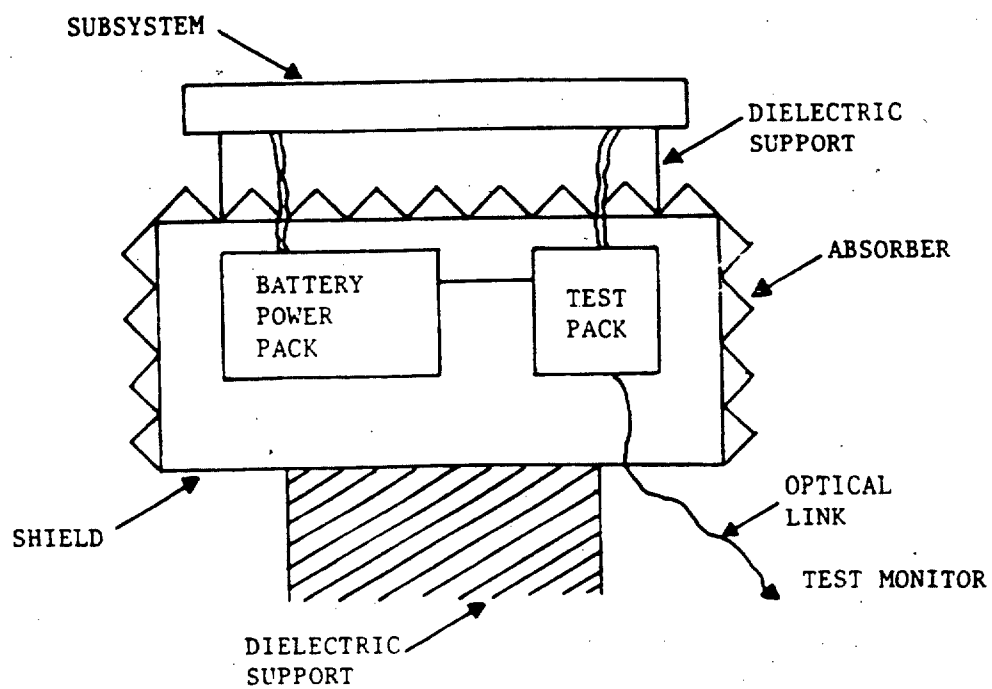 SUBSYSTEM
DIELECTRIC
SUPPORT
ABSORBER
BATTERY
POWER
PACK
TEST
PACK
OPTICAL
LINK
SHIELD
TEST MONITOR
DIELECTRIC
SUPPORT